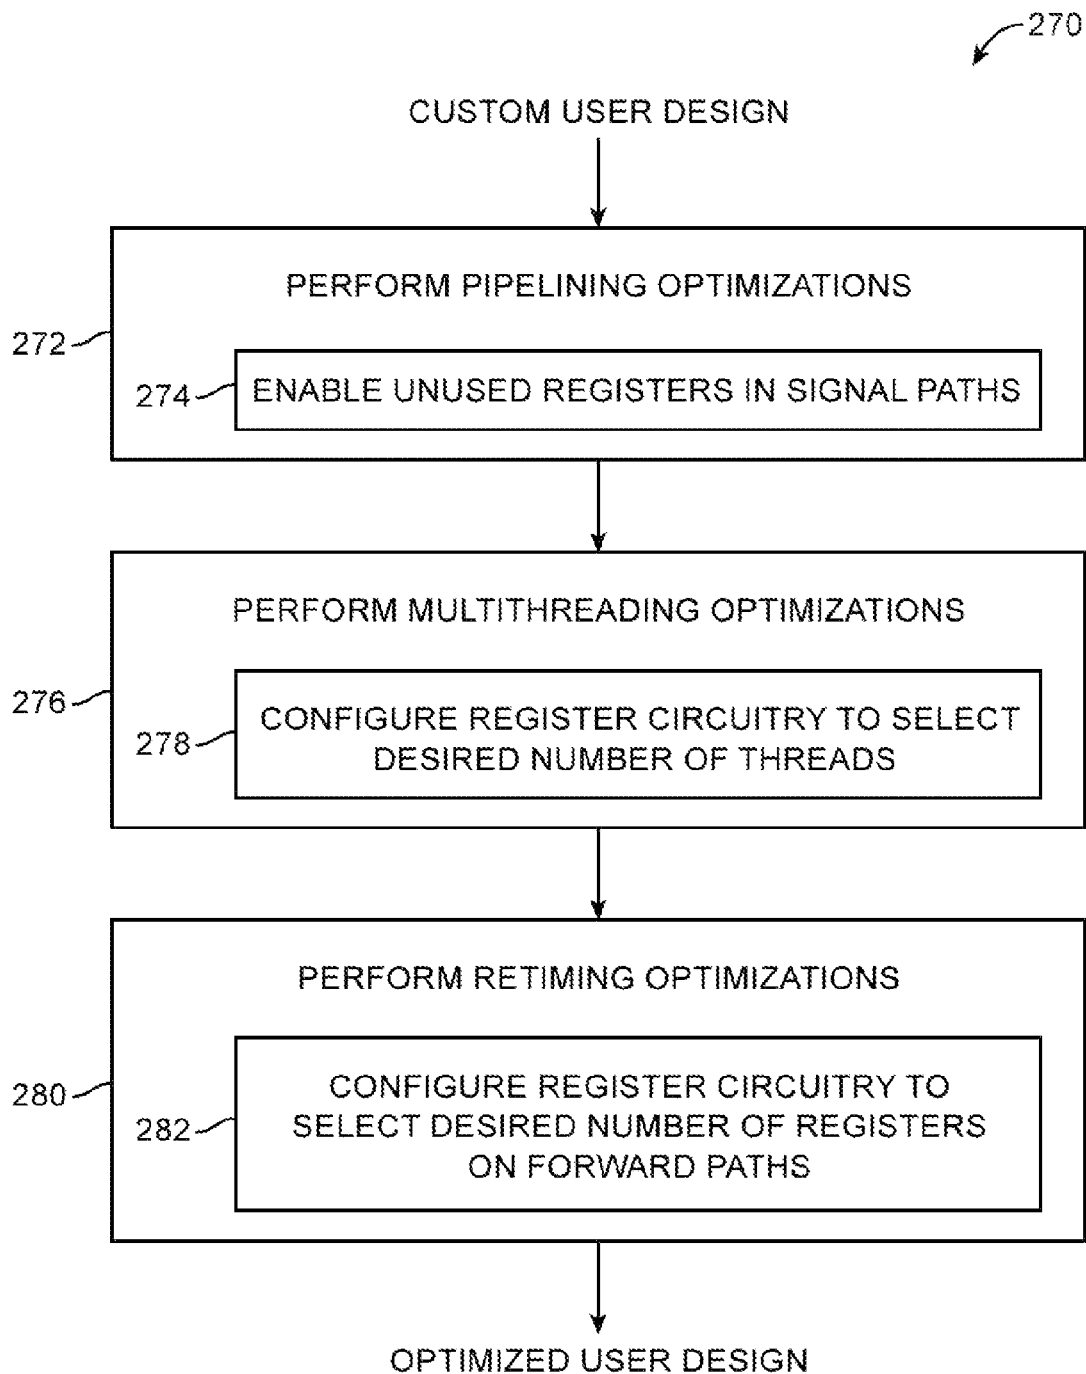 270
CUSTOM USER DESIGN
PERFORM PIPELINING OPTIMIZATIONS
272
274
ENABLE UNUSED REGISTERS IN SIGNAL PATHS
PERFORM MULTITHREADING OPTIMIZATIONS
276
278
CONFIGURE REGISTER CIRCUITRY TO SELECT
DESIRED NUMBER OF THREADS
PERFORM RETIMING OPTIMIZATIONS
280
282
CONFIGURE REGISTER CIRCUITRY TO
SELECT DESIRED NUMBER OF REGISTERS
ON FORWARD PATHS
OPTIMIZED USER DESIGN